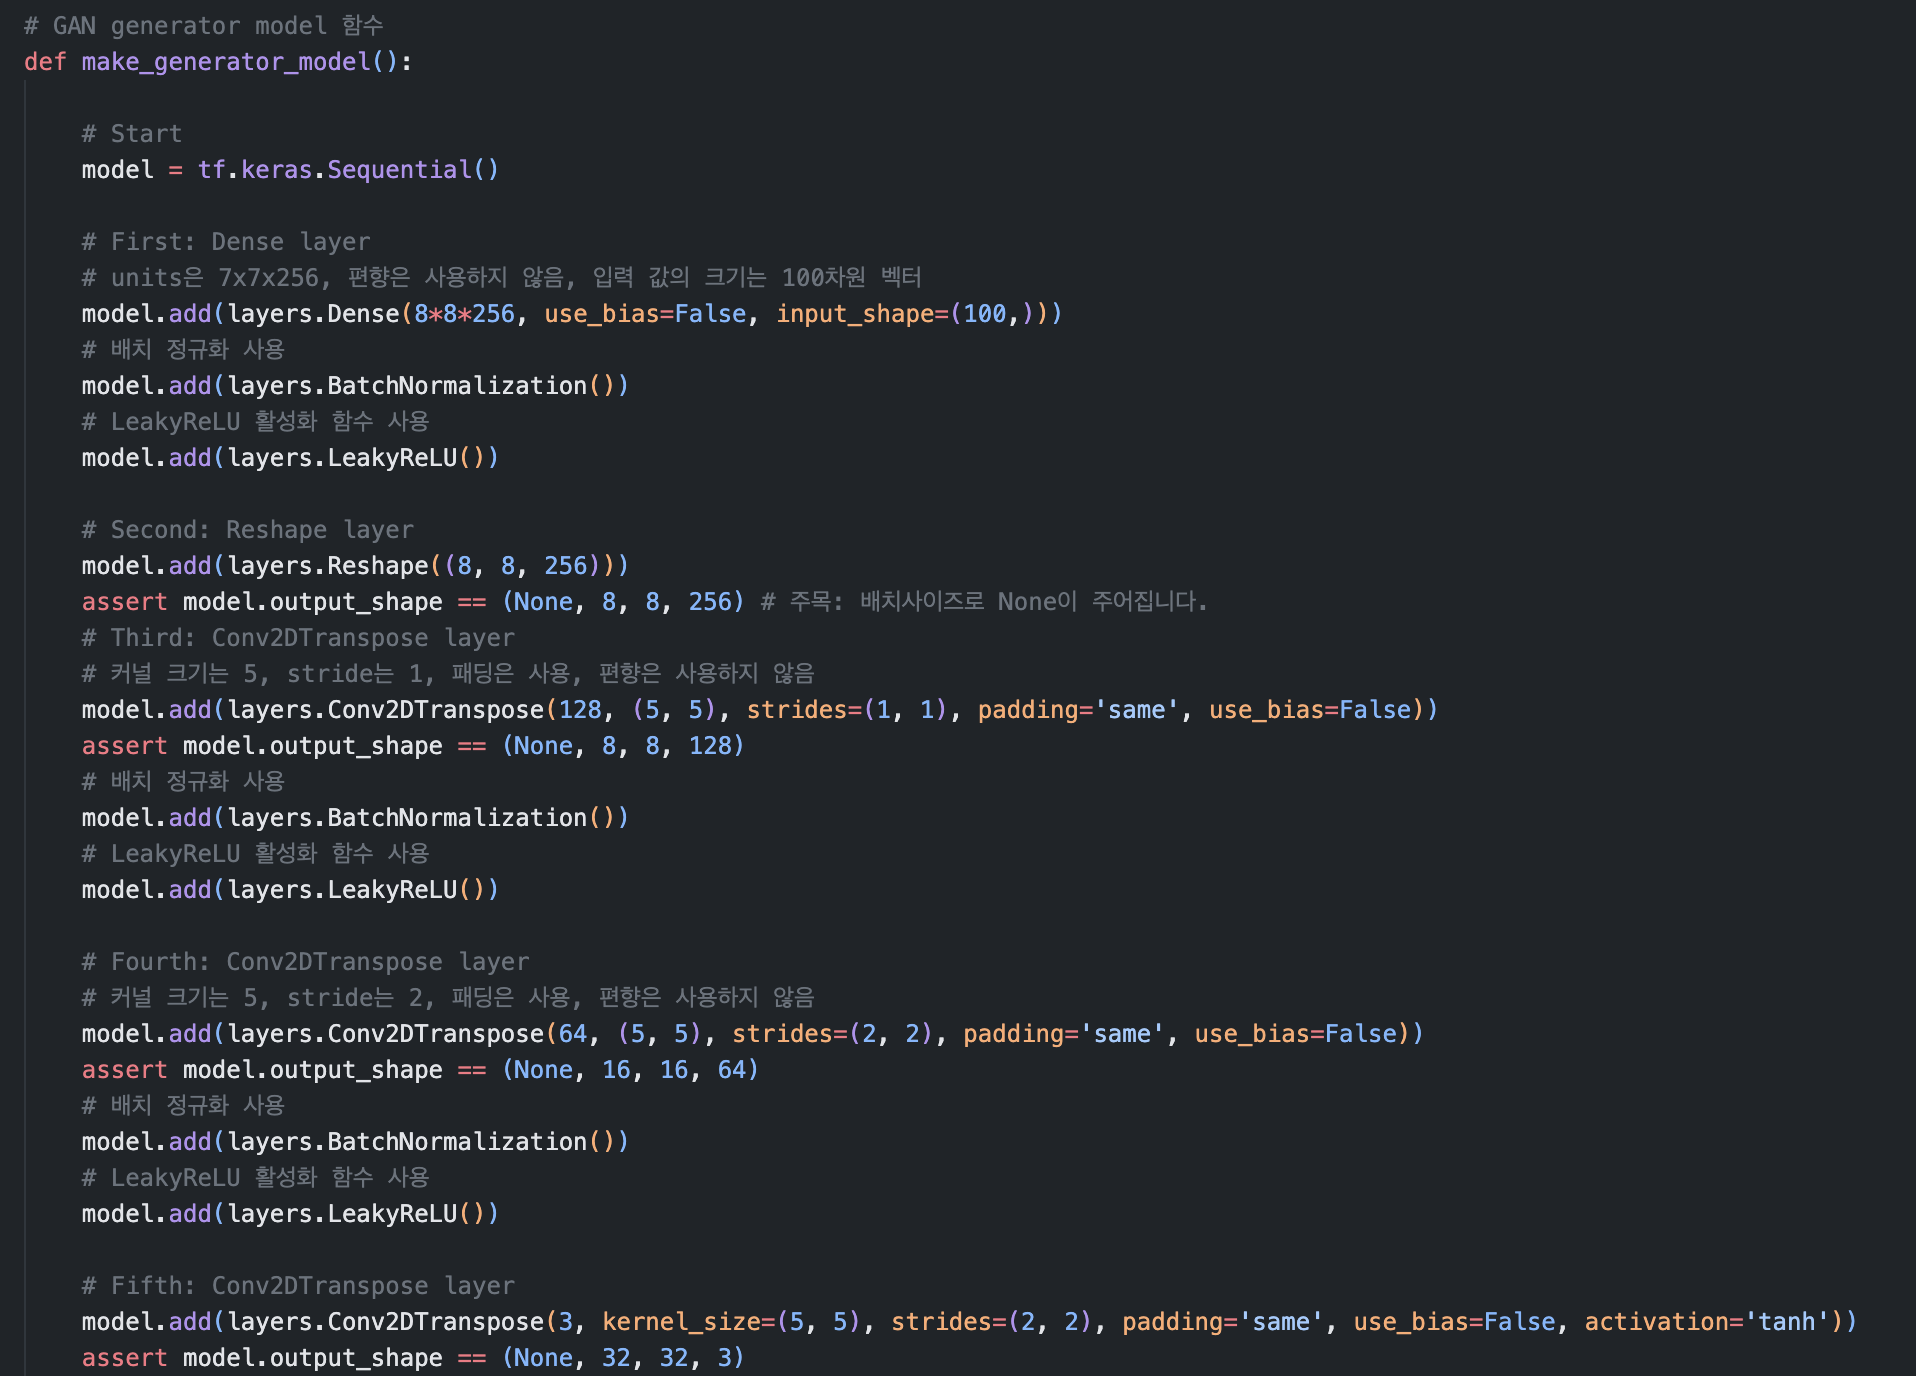 # GAN generator model 함수
def make_generator_model():
# Start
model = tf.keras.Sequential()
# First: Dense layer
# units은 7x7x256, 편향은 사용하지 않음, 입력 값의 크기는 100차원 벡터
model.add(layers.Dense(8*8*256, use_bias=False, input_shape=(100,)))
# 배치 정규화 사용
model.add(layers.BatchNormalization())
# LeakyReLU 활성화 함수 사용
model.add(layers.LeakyReLU())
# Second: Reshape layer
model.add(layers.Reshape((8, 8, 256)))
assert model.output_shape == (None, 8, 8, 256) # 주목: 배치사이즈로 None이 주어집니다.
# Third: Conv2DTranspose layer
# 커널 크기는 5, stride는 1, 패딩은 사용, 편향은 사용하지 않음
model.add(layers.Conv2DTranspose(128, (5, 5), strides=(1, 1), padding='same', use_bias=False))
assert model.output_shape == (None, 8, 8, 128)
# 배치 정규화 사용
model.add(layers.BatchNormalization())
# LeakyReLU 활성화 함수 사용
model.add(layers.LeakyReLU())
# Fourth: Conv2DTranspose layer
# 커널 크기는 5, stride는 2, 패딩은 사용, 편향은 사용하지 않음
model.add(layers.Conv2DTranspose(64, (5, 5), strides=(2, 2), padding='same', use_bias=False))
assert model.output_shape == (None, 16, 16, 64)
# 배치 정규화 사용
model.add(layers.BatchNormalization())
# LeakyReLU 활성화 함수 사용
model.add(layers.LeakyReLU())
# Fifth: Conv2DTranspose layer
model.add(layers.Conv2DTranspose(3, kernel_size=(5, 5), strides=(2, 2), padding='same', use_bias=False, activation='tanh'))
assert model.output_shape == (None, 32, 32, 3)